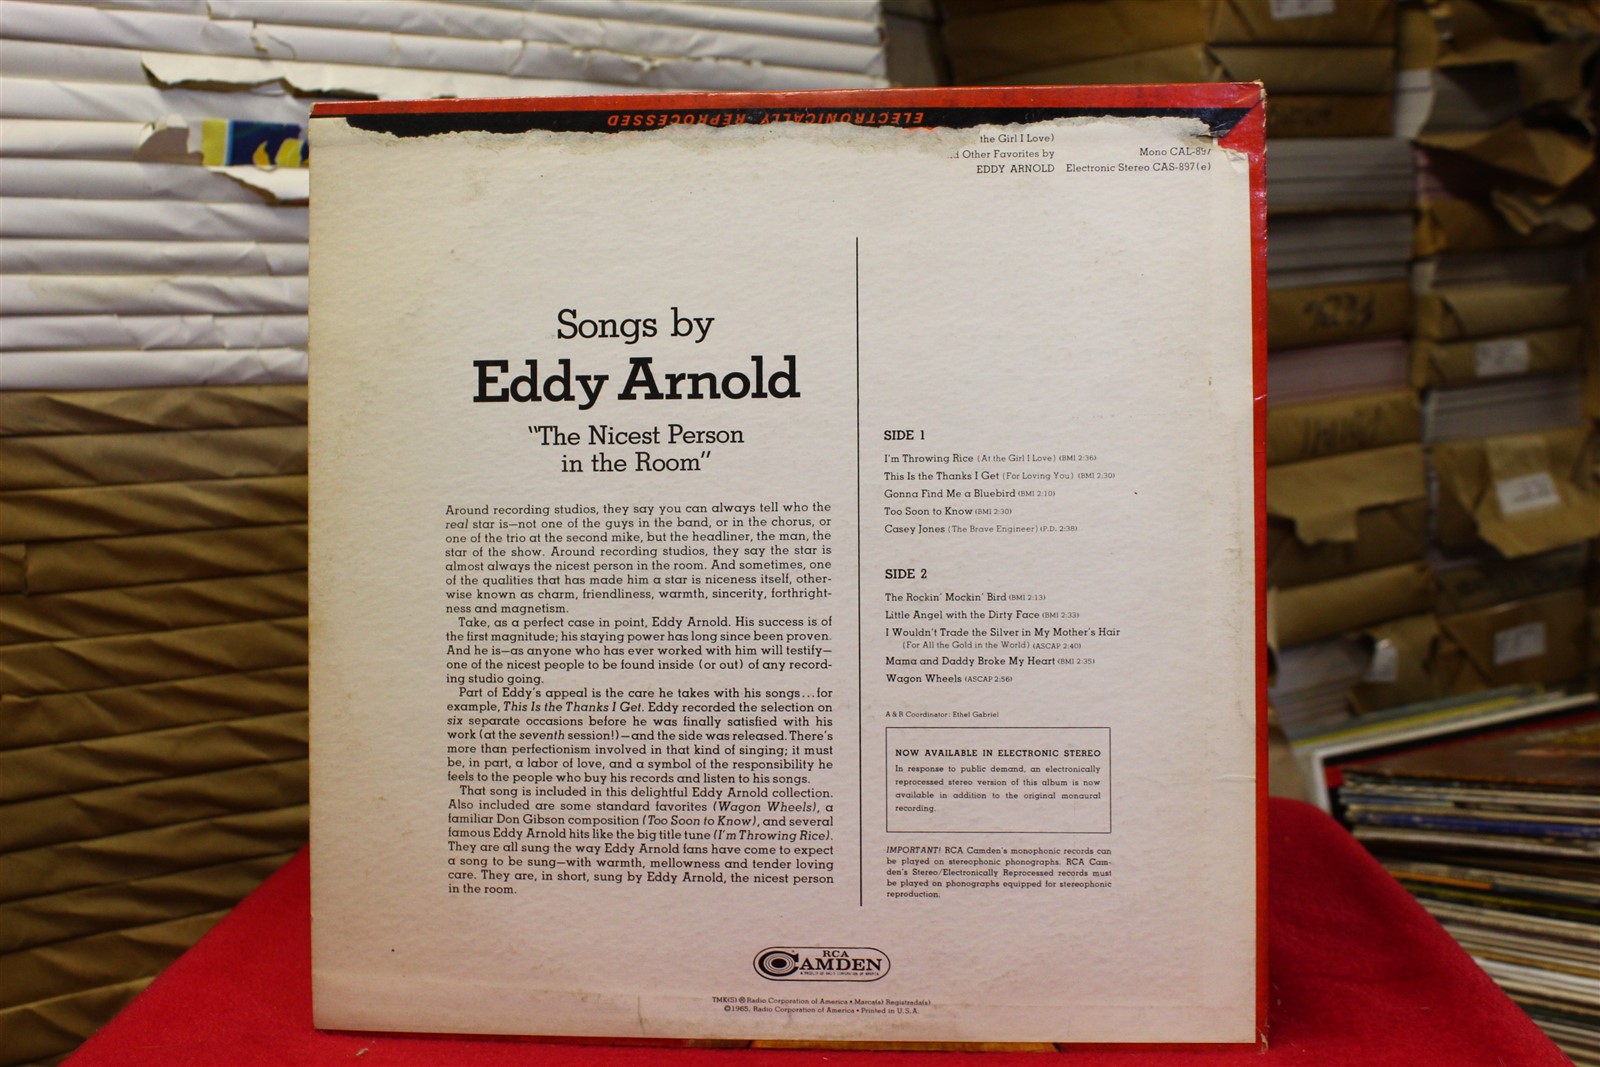 ELECTRONICALLY REPROCESSED
the Girl I Love)
Other Favorites by
EDDY ARNOLD
Mono CAL-897
Electronic Stereo CAS-897(e)
Songs by
Eddy Arnold
"The Nicest Person
in the Room"
Around recording studios, they say you can always tell who the
real star is—not one of the guys in the band, or in the chorus, or
one of the trio at the second mike, but the headliner, the man, the
star of the show. Around recording studios, they say the star is
almost always the nicest person in the room. And sometimes, one
of the qualities that has made him a star is niceness itself, other-
wise known as charm, friendliness, warmth, sincerity, forthright-
ness and magnetism.
Take, as a perfect case in point, Eddy Arnold. His success is of
the first magnitude; his staying power has long since been proven.
And he is—as anyone who has ever worked with him will testify—
one of the nicest people to be found inside (or out) of any record-
ing studio going.
Part of Eddy's appeal is the care he takes with his songs...for
example, This Is the Thanks I Get. Eddy recorded the selection on
six separate occasions before he was finally satisfied with his
work (at the seventh session!)—and the side was released. There's
more than perfectionism involved in that kind of singing; it must
be, in part, a labor of love, and a symbol of the responsibility he
feels to the people who buy his records and listen to his songs.
That song is included in this delightful Eddy Arnold collection.
Also included are some standard favorites (Wagon Wheels), a
familiar Don Gibson composition (Too Soon to Know), and several
famous Eddy Arnold hits like the big title tune (I'm Throwing Rice).
They are all sung the way Eddy Arnold fans have come to expect
a song to be sung—with warmth, mellowness and tender loving
care. They are, in short, sung by Eddy Arnold, the nicest person
in the room.
SIDE 1
I'm Throwing Rice (At the Girl I Love) (BMI 2:36)
This Is the Thanks I Get (For Loving You) (BMI 2:30)
Gonna Find Me a Bluebird (BMI 2:10)
Too Soon to Know (BMI 2:30)
Casey Jones (The Brave Engineer) (P.D. 2:38)
SIDE 2
The Rockin' Mockin' Bird (BMI 2:13)
Little Angel with the Dirty Face (BMI 2:33)
I Wouldn't Trade the Silver in My Mother's Hair
(For All the Gold in the World) (ASCAP 2:40)
Mama and Daddy Broke My Heart (BMI 2:35)
Wagon Wheels (ASCAP 2:56)
A & R Coordinator: Ethel Gabriel
NOW AVAILABLE IN ELECTRONIC STEREO
In response to public demand, an electronically
reprocessed stereo version of this album is now
available in addition to the original monaural
recording.
IMPORTANT! RCA Camden's monophonic records can
be played on stereophonic phonographs. RCA Cam-
den's Stereo/Electronically Reprocessed records must
be played on phonographs equipped for stereophonic
reproduction.
RCA
CAMDEN
TMK(S) ® Radio Corporation of America • Marca(s) Registrada(s)
©1965, Radio Corporation of America • Printed in U.S.A.